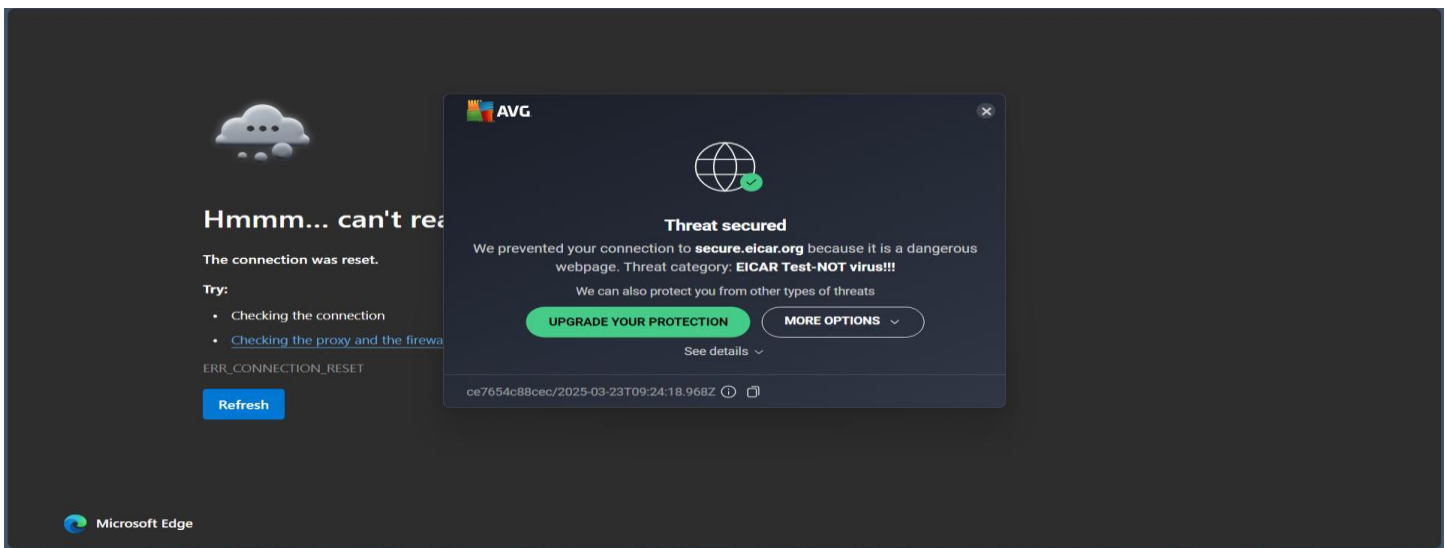 AVG
Hmmm... can't rea
The connection was reset.
Try:
• Checking the connection
• Checking the proxy and the firewa
ERR_CONNECTION_RESET
Refresh
Threat secured
We prevented your connection to secure.eicar.org because it is a dangerous
webpage. Threat category: EICAR Test-NOT virus!!!
We can also protect you from other types of threats
UPGRADE YOUR PROTECTION
MORE OPTIONS
See details
ce7654c88cec/2025-03-23T09:24:18.968Z
Microsoft Edge